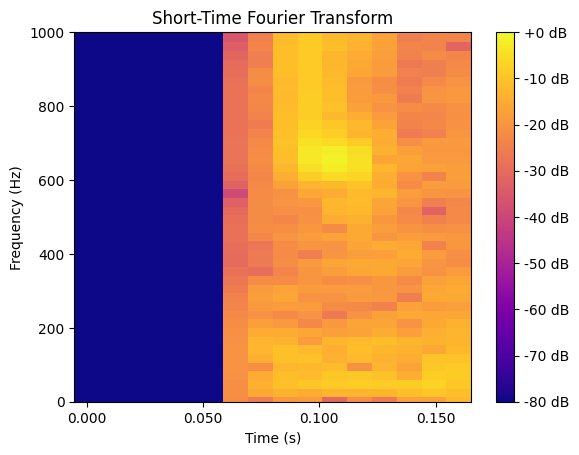 Short-Time Fourier Transform
Frequency (Hz)
1000
800
600
400
200
0
0.000
0.050
0.100
0.150
Time (s)
+0 dB
-10 dB
-20 dB
-30 dB
-40 dB
-50 dB
-60 dB
-70 dB
-80 dB